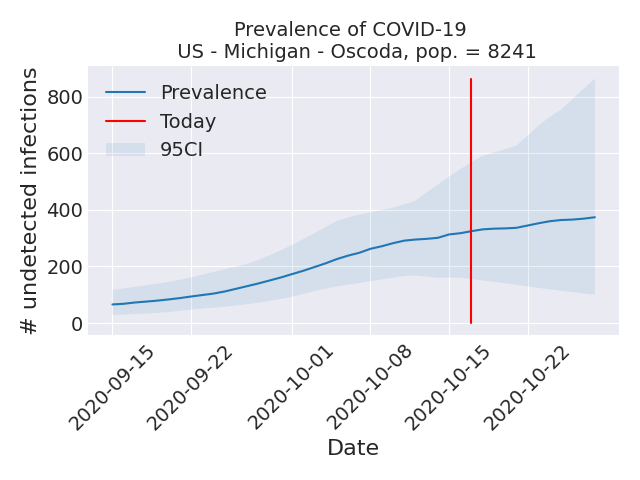 Prevalence of COVID-19
US - Michigan - Oscoda, pop. = 8241
# undetected infections
800
600
400
200
0
Prevalence
Today
95CI
2020-09-15
2020-09-22
2020-10-01
2020-10-08
2020-10-15
2020-10-22
Date